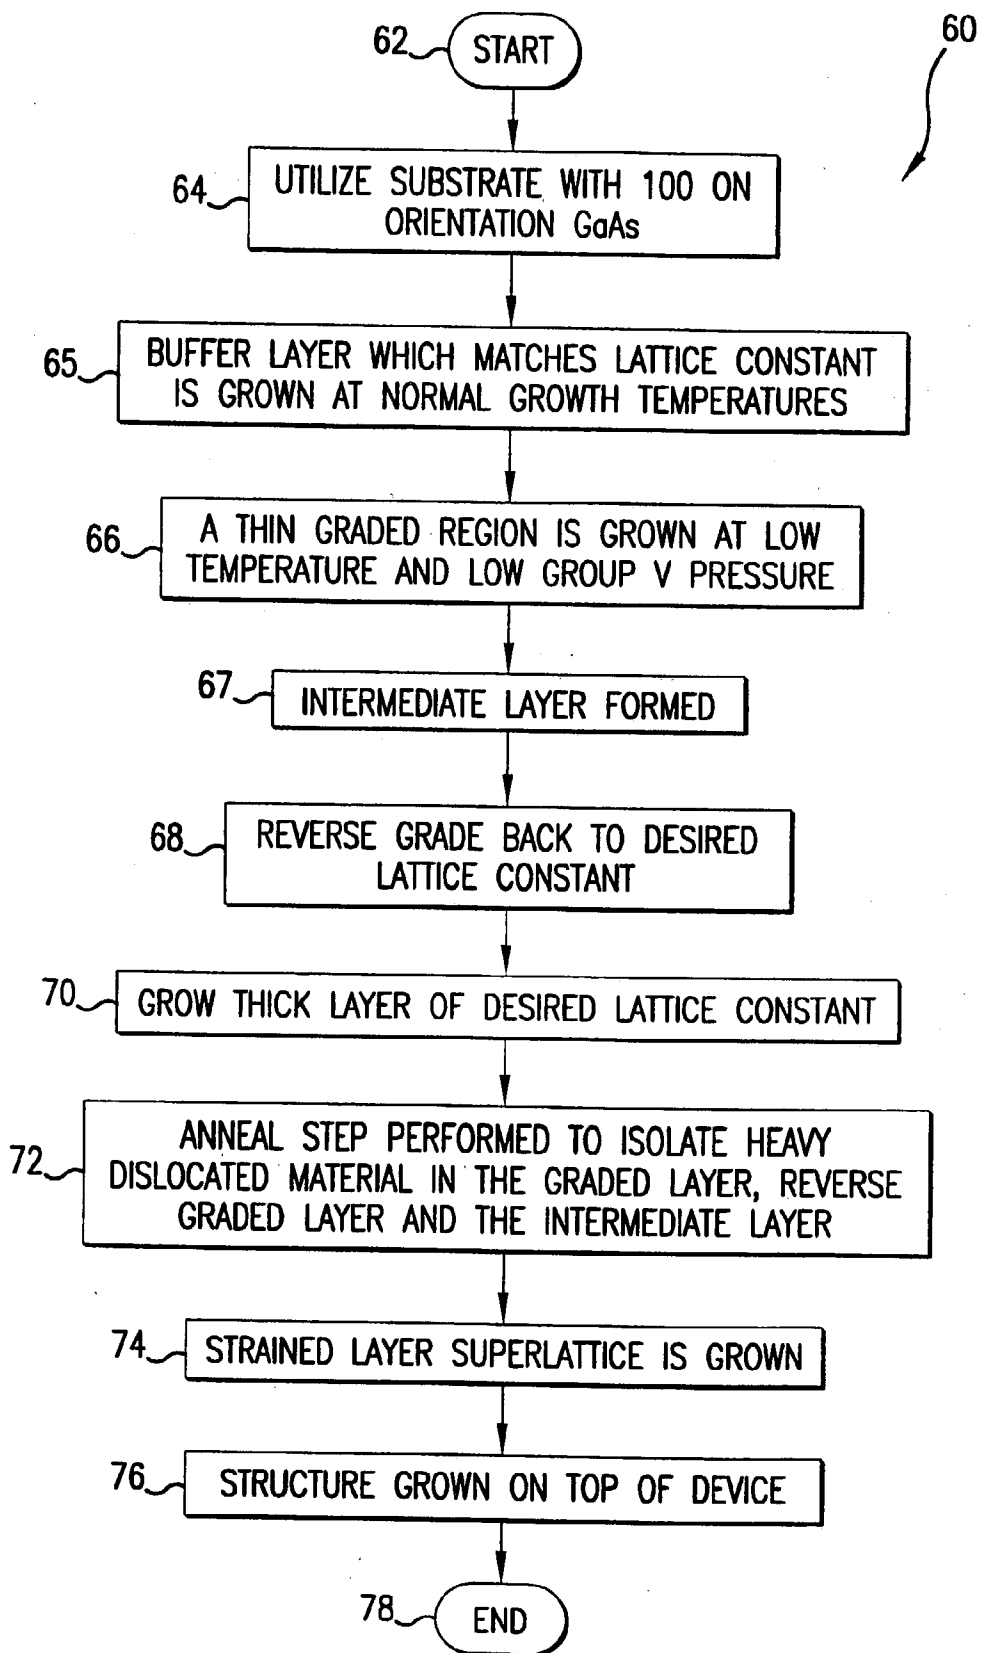 60
62 START
64 UTILIZE SUBSTRATE WITH 100 ON
ORIENTATION GaAs
65 BUFFER LAYER WHICH MATCHES LATTICE CONSTANT
IS GROWN AT NORMAL GROWTH TEMPERATURES
66 A THIN GRADED REGION IS GROWN AT LOW
TEMPERATURE AND LOW GROUP V PRESSURE
67 INTERMEDIATE LAYER FORMED
68 REVERSE GRADE BACK TO DESIRED
LATTICE CONSTANT
70 GROW THICK LAYER OF DESIRED LATTICE CONSTANT
72 ANNEAL STEP PERFORMED TO ISOLATE HEAVY
DISLOCATED MATERIAL IN THE GRADED LAYER, REVERSE
GRADED LAYER AND THE INTERMEDIATE LAYER
74 STRAINED LAYER SUPERLATTICE IS GROWN
76 STRUCTURE GROWN ON TOP OF DEVICE
78 END